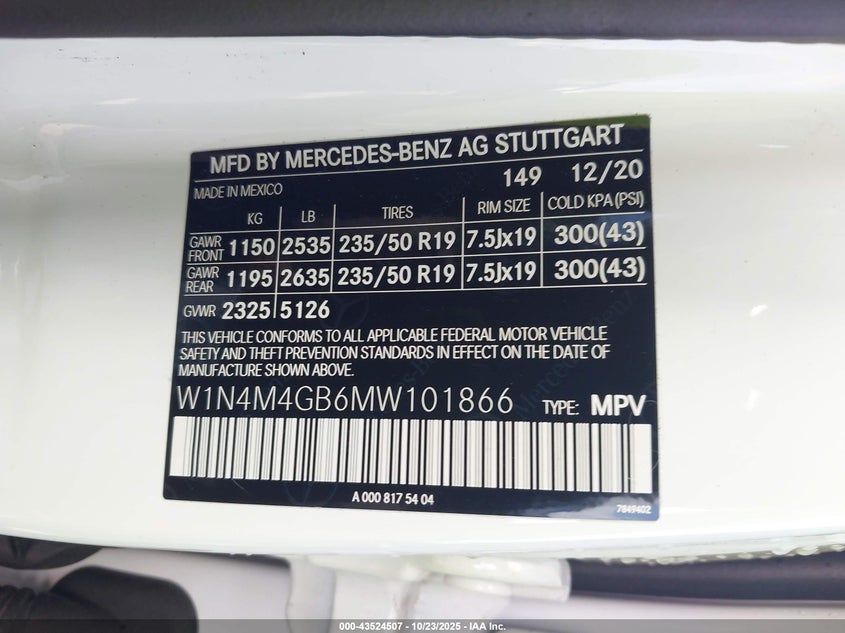 MFD BY MERCEDES-BENZ AG STUTTGART
MADE IN MEXICO 149 12/20
KG LB TIRES RIM SIZE COLD KPA(PSI)
GAWR FRONT 1150 2535 235/50 R19 7.5Jx19 300(43)
GAWR REAR 1195 2635 235/50 R19 7.5Jx19 300(43)
GVWR 2325 5126
THIS VEHICLE CONFORMS TO ALL APPLICABLE FEDERAL MOTOR VEHICLE
SAFETY AND THEFT PREVENTION STANDARDS IN EFFECT ON THE DATE OF
MANUFACTURE SHOWN ABOVE.
W1N4M4GB6MW101866 TYPE: MPV
A 000 817 54 04
7849402
000-43524507 - 10/23/2025 - IAA Inc.